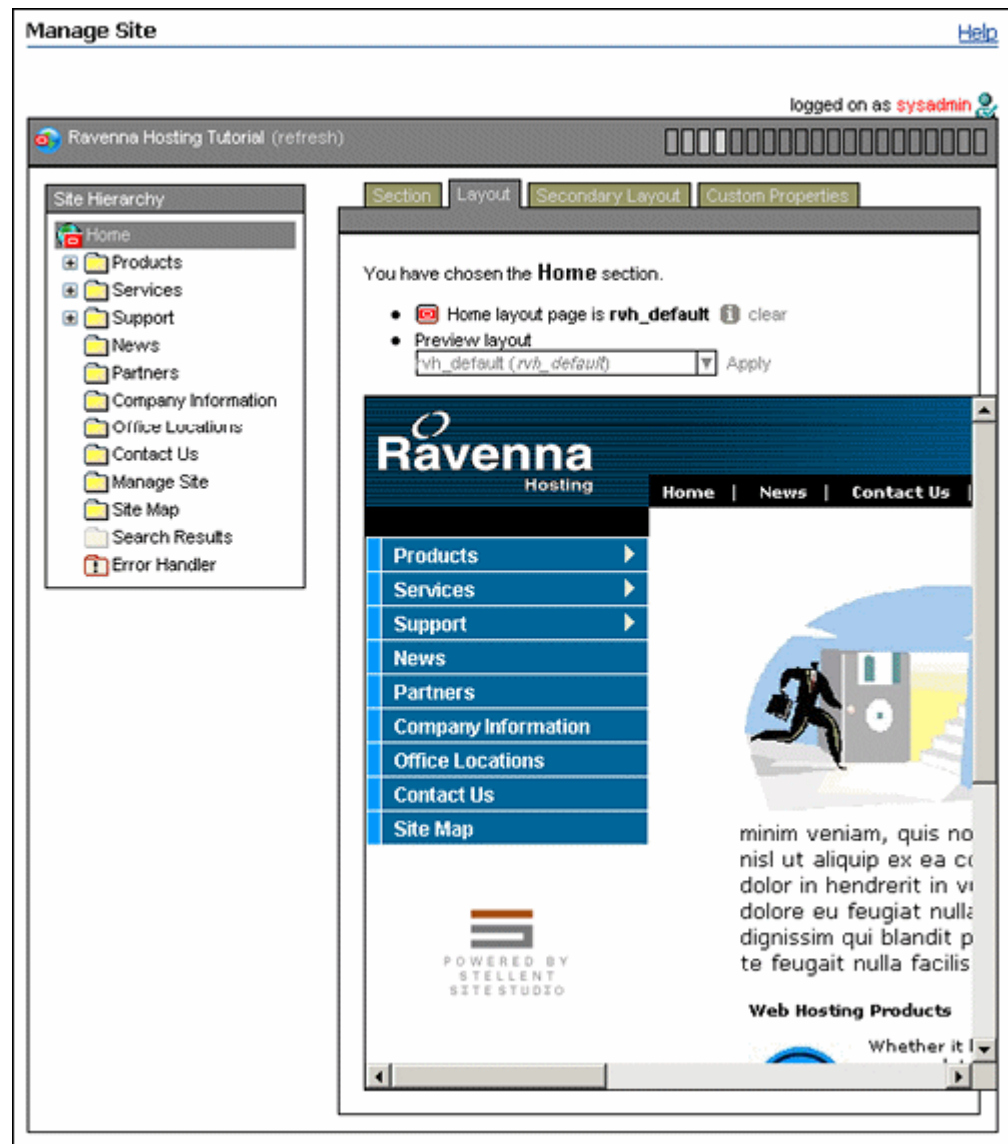 Manage Site
Help
logged on as sysadmin
Ravenna Hosting Tutorial (refresh)
Site Hierarchy
Home
Products
Services
Support
News
Partners
Company Information
Office Locations
Contact Us
Manage Site
Site Map
Search Results
Error Handler
Section Layout Secondary Layout Custom Properties
You have chosen the Home section.
Home layout page is rvh_default clear
Preview layout
rvh_default (rvh_default) Apply
Ravenna
Hosting
Home | News | Contact Us |
Products
Services
Support
News
Partners
Company Information
Office Locations
Contact Us
Site Map
POWERED BY
STELLENT
SITE STUDIO
minim veniam, quis no
nisl ut aliquip ex ea co
dolor in hendrerit in vu
dolore eu feugiat nulla
dignissim qui blandit p
te feugait nulla facilis
Web Hosting Products
Whether it